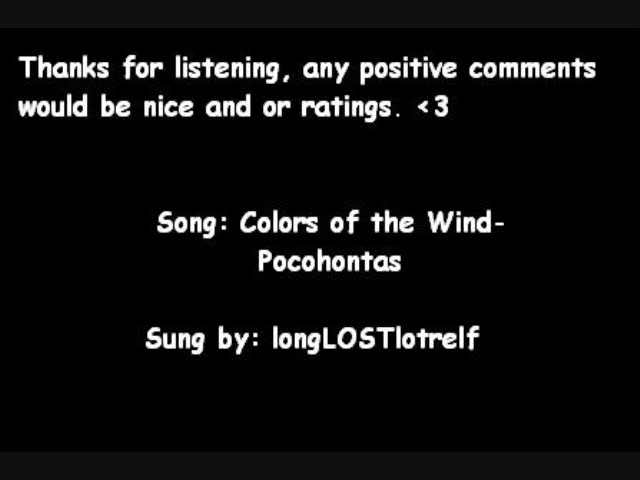 Thanks for listening, any positive comments
would be nice and or ratings. <3
Song: Colors of the Wind-
Pocohontas
Sung by: longLOSTlotrelf